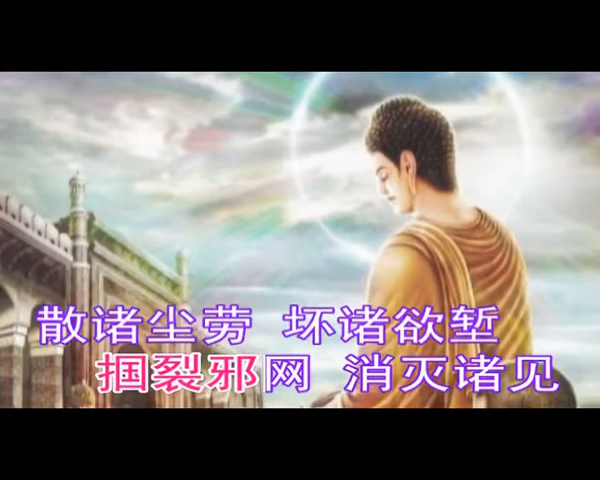 散诸尘劳 坏诸欲堑
掴裂邪网 消灭诸见